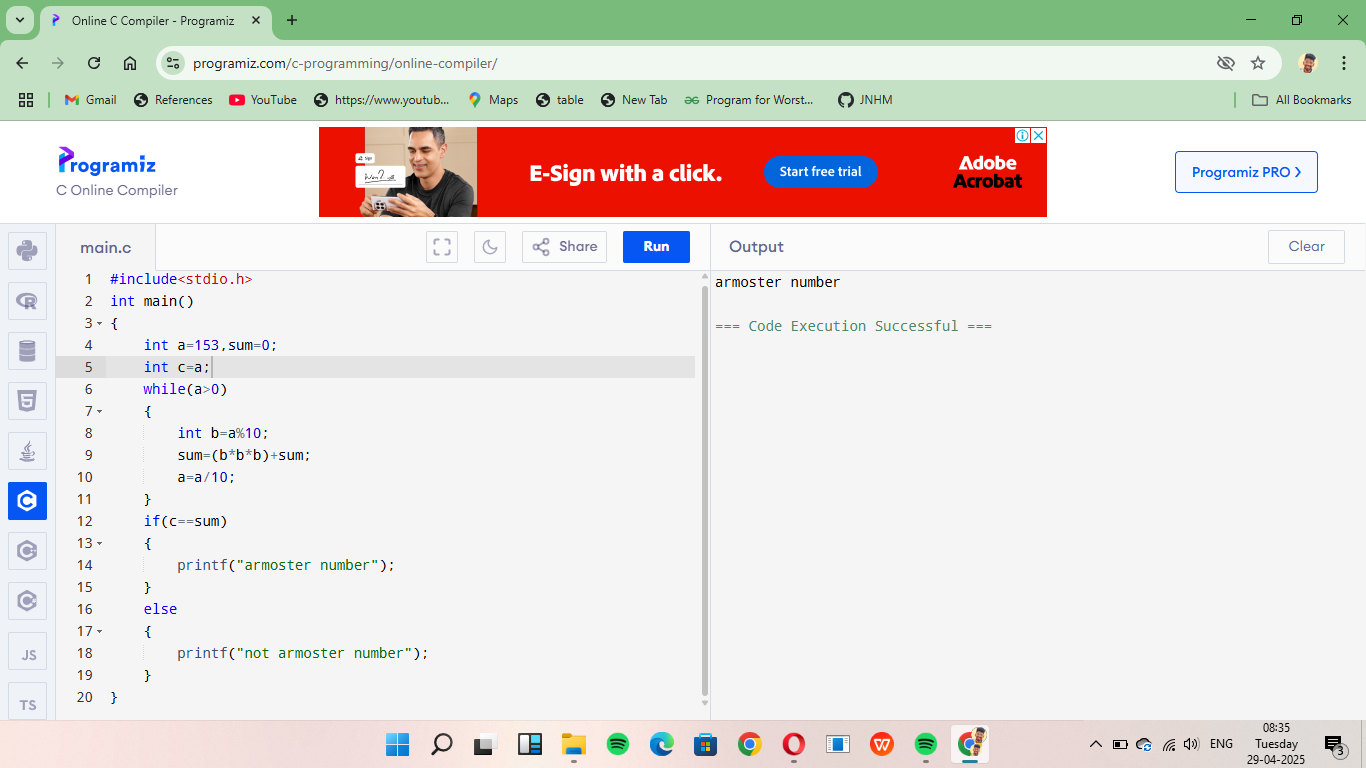 Online C Compiler - Programiz
programiz.com/c-programming/online-compiler/
Gmail References YouTube https://www.youtub... Maps table New Tab Program for Worst... JNHM All Bookmarks
Programiz
C Online Compiler
Sign
E-Sign with a click.
Start free trial
Adobe
Acrobat
Programiz PRO
main.c
Share
Run
Output
Clear
1 #include<stdio.h>
2 int main()
3 {
4 int a=153,sum=0;
5 int c=a;
6 while(a>0)
7 {
8 int b=a%10;
9 sum=(b*b*b)+sum;
10 a=a/10;
11 }
12 if(c==sum)
13 {
14 printf("armoster number");
15 }
16 else
17 {
18 printf("not armoster number");
19 }
20 }
armoster number
=== Code Execution Successful ===
JS
TS
ENG
08:35
Tuesday
29-04-2025
3